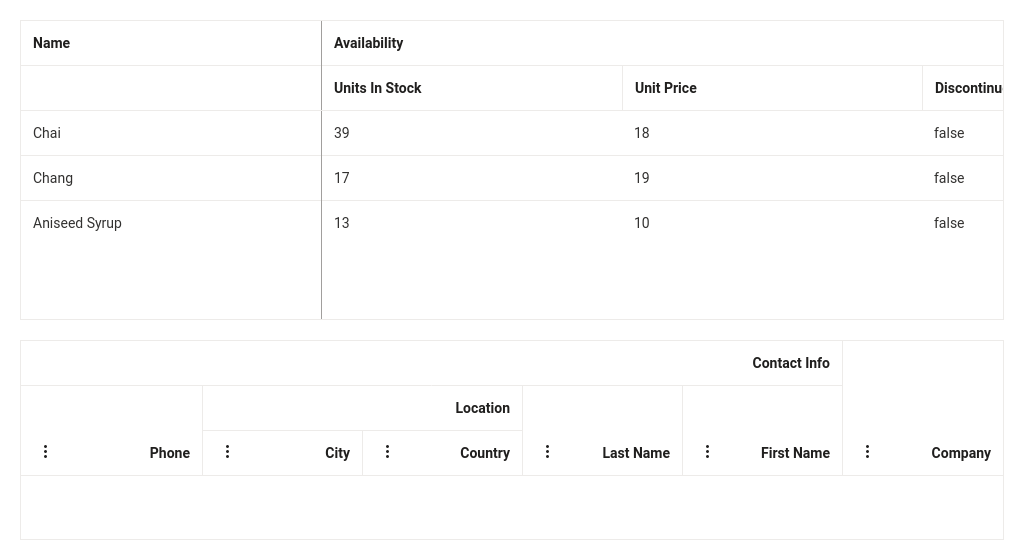 Name Availability
Units In Stock Unit Price Discontinu
Chai 39 18 false
Chang 17 19 false
Aniseed Syrup 13 10 false
Contact Info
Location
Phone City Country Last Name First Name Company